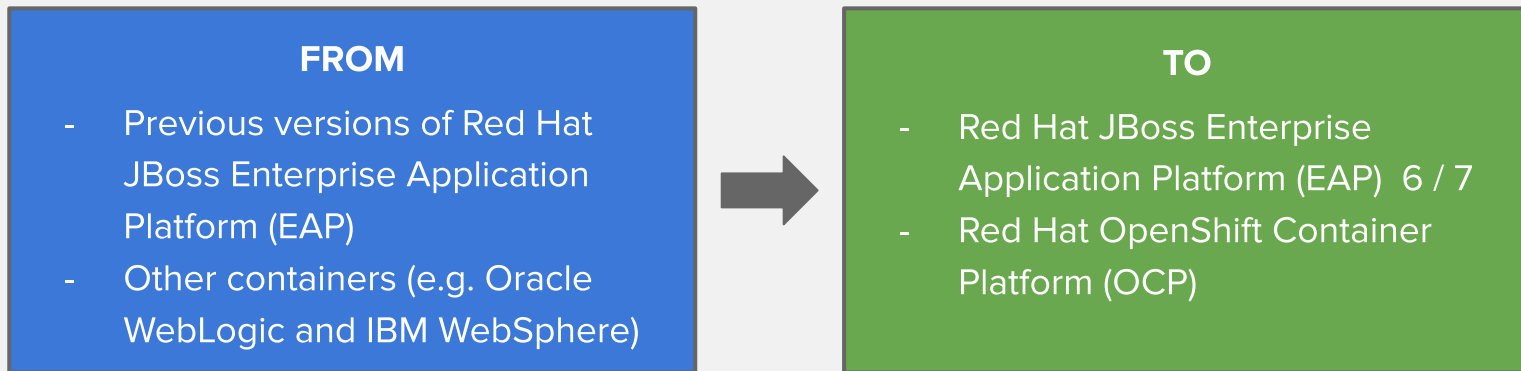 FROM
- Previous versions of Red Hat
JBoss Enterprise Application
Platform (EAP)
- Other containers (e.g. Oracle
WebLogic and IBM WebSphere)
TO
- Red Hat JBoss Enterprise
Application Platform (EAP) 6 / 7
- Red Hat OpenShift Container
Platform (OCP)